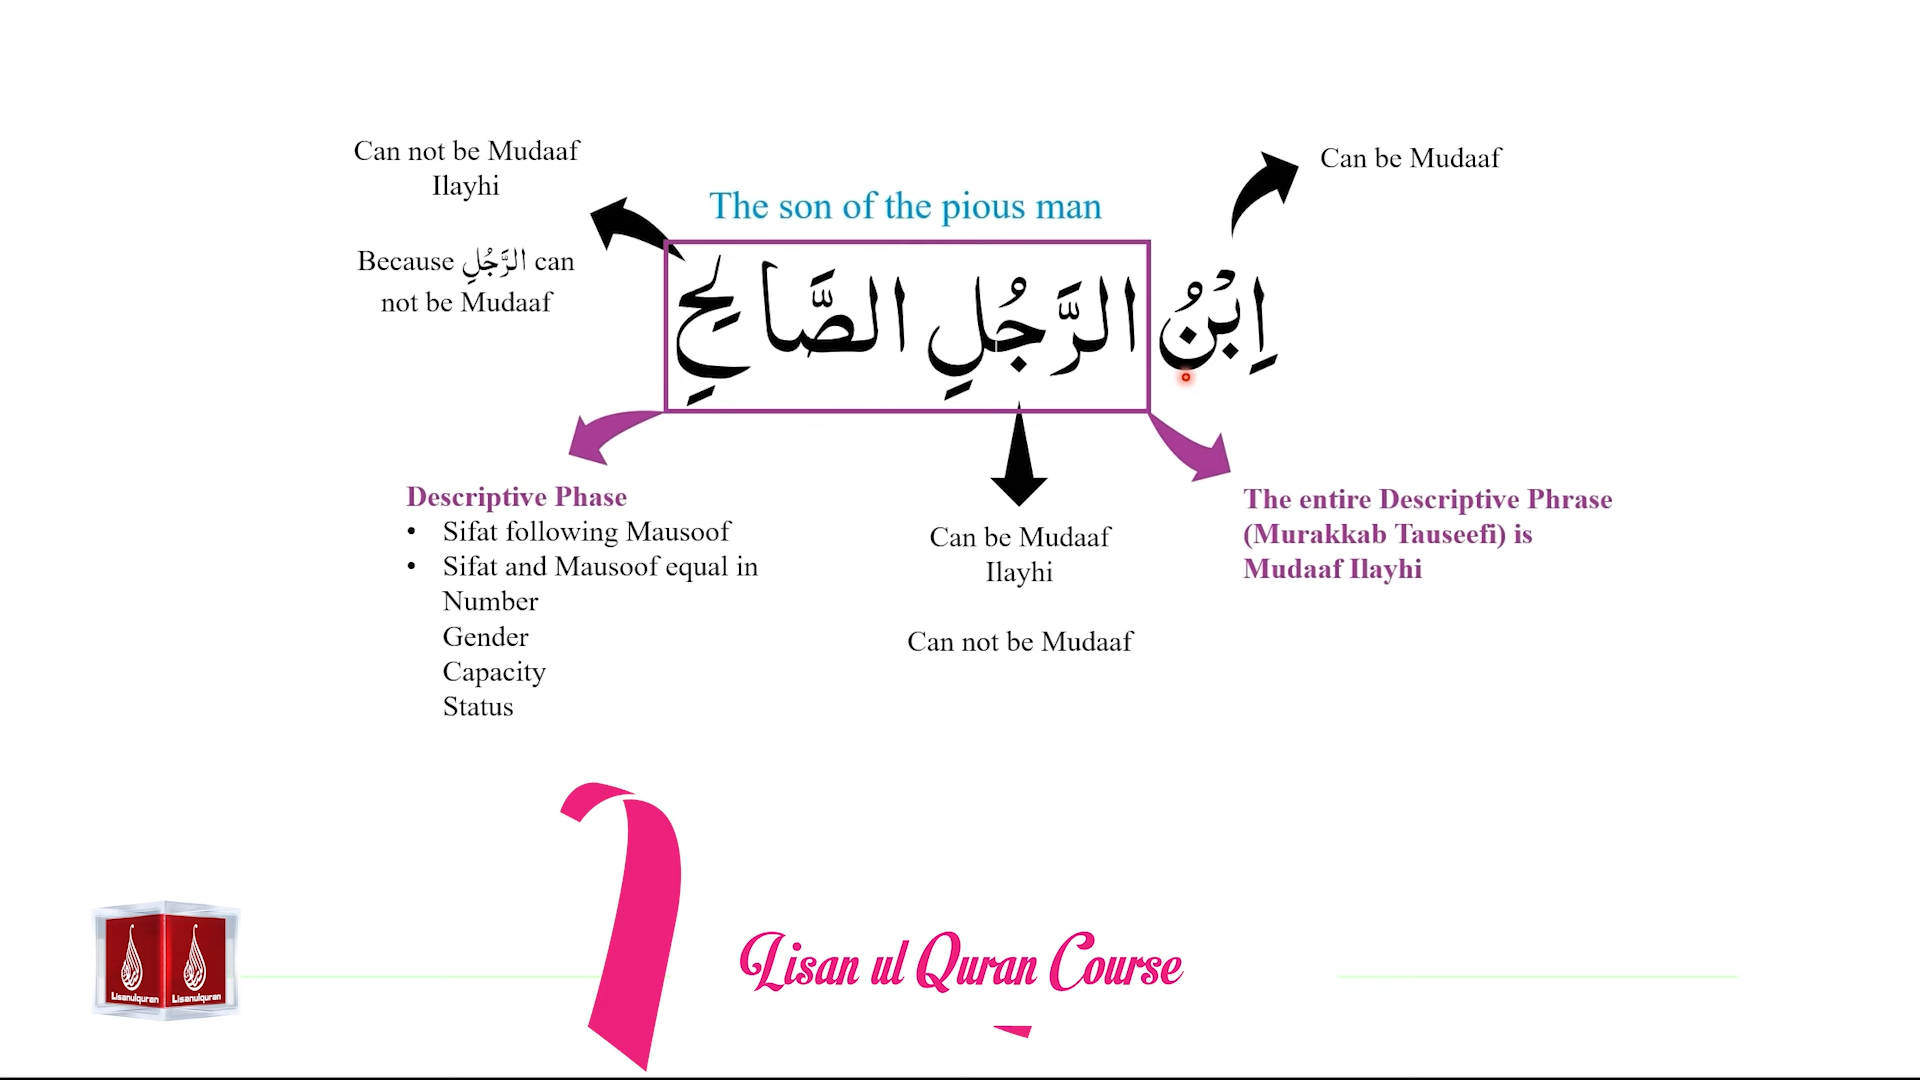 Can not be Mudaaf
Ilayhi
Because الرَّجُلِ can
not be Mudaaf
Can be Mudaaf
The son of the pious man
اِبْنُ الرَّجُلِ الصَّالِحِ
Descriptive Phase
• Sifat following Mausoof
• Sifat and Mausoof equal in
Number
Gender
Capacity
Status
Can be Mudaaf
Ilayhi
Can not be Mudaaf
The entire Descriptive Phrase
(Murakkab Tauseefi) is
Mudaaf Ilayhi
Lisanulquran
Lisanulquran
Lisan ul Quran Course